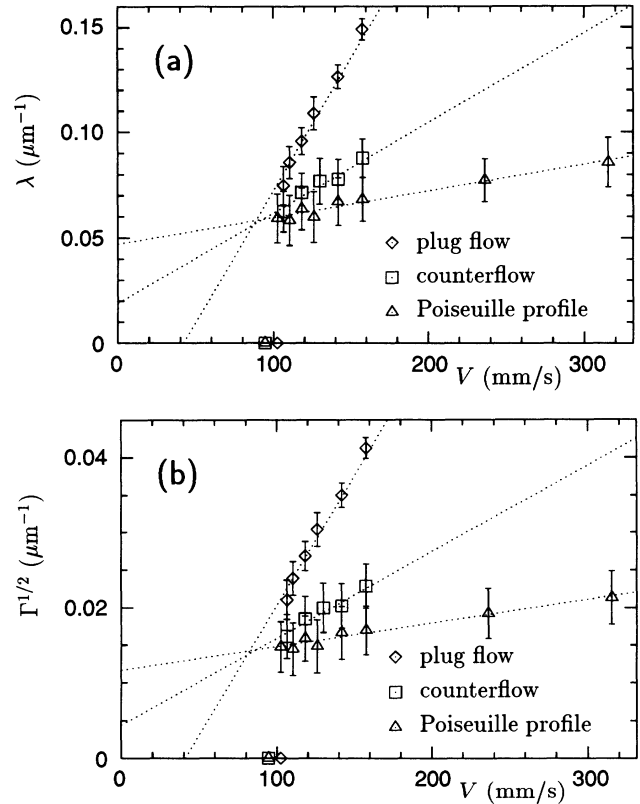 0.15
(a)
λ (μm⁻¹)
0.10
0.05
◇ plug flow
□ counterflow
△ Poiseuille profile
0
0 100 200 300
V (mm/s)
0.04
(b)
Γ^{1/2} (μm⁻¹)
0.02
◇ plug flow
□ counterflow
△ Poiseuille profile
0
0 100 200 300
V (mm/s)